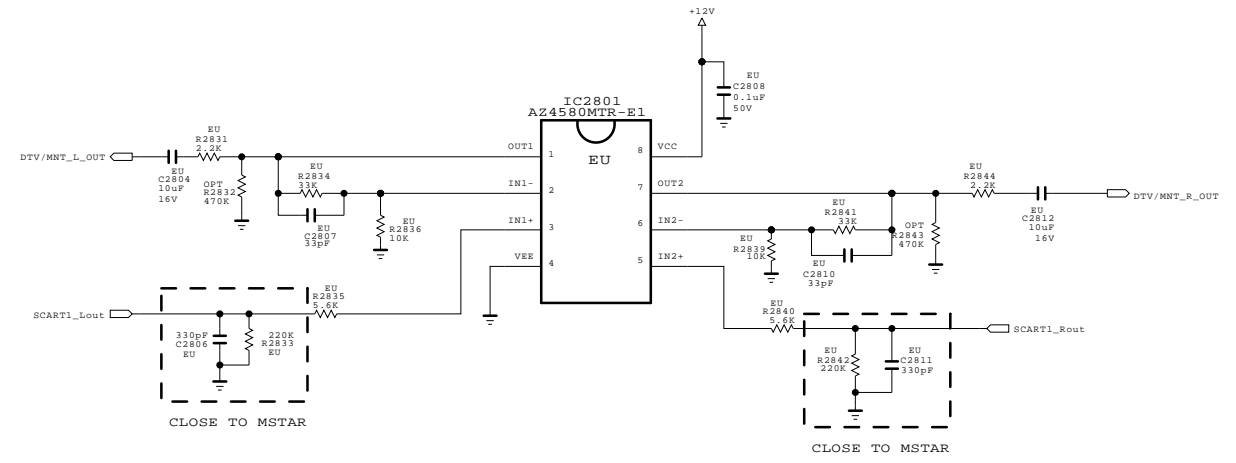 +12V
EU
C2808
0.1uF
50V
IC2801
AZ4580MTR-E1
EU
OUT1
1
IN1-
2
IN1+
3
VEE
4
8
VCC
7
OUT2
6
IN2-
5
IN2+
DTV/MNT_L_OUT
EU
C2804
10uF
16V
EU
R2831
2.2K
OPT
R2832
470K
EU
R2834
33K
EU
C2807
33pF
EU
R2836
10K
SCART1_Lout
330pF
C2806
EU
220K
R2833
EU
EU
R2835
5.6K
CLOSE TO MSTAR
EU
R2839
10K
EU
R2841
33K
EU
C2810
33pF
OPT
R2843
470K
EU
R2844
2.2K
EU
C2812
10uF
16V
DTV/MNT_R_OUT
EU
R2840
5.6K
EU
R2842
220K
EU
C2811
330pF
SCART1_Rout
CLOSE TO MSTAR